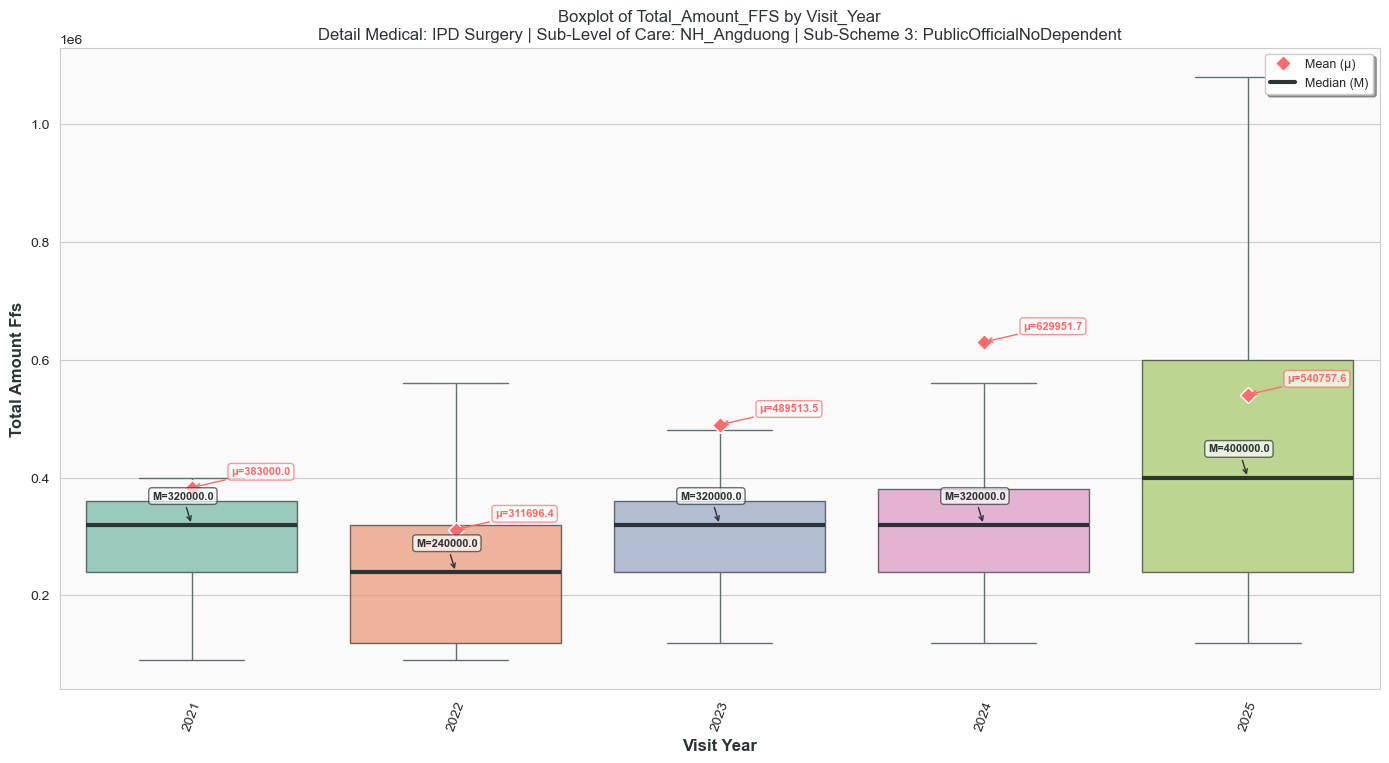 Boxplot of Total_Amount_FFS by Visit_Year
Detail Medical: IPD Surgery | Sub-Level of Care: NH_Angduong | Sub-Scheme 3: PublicOfficialNoDependent
1e6
Mean (μ)
Median (M)
1.0
0.8
0.6
0.4
0.2
Total Amount Ffs
μ=383000.0
M=320000.0
μ=311696.4
M=240000.0
μ=489513.5
M=320000.0
μ=629951.7
M=320000.0
μ=540757.6
M=400000.0
2021
2022
2023
2024
2025
Visit Year